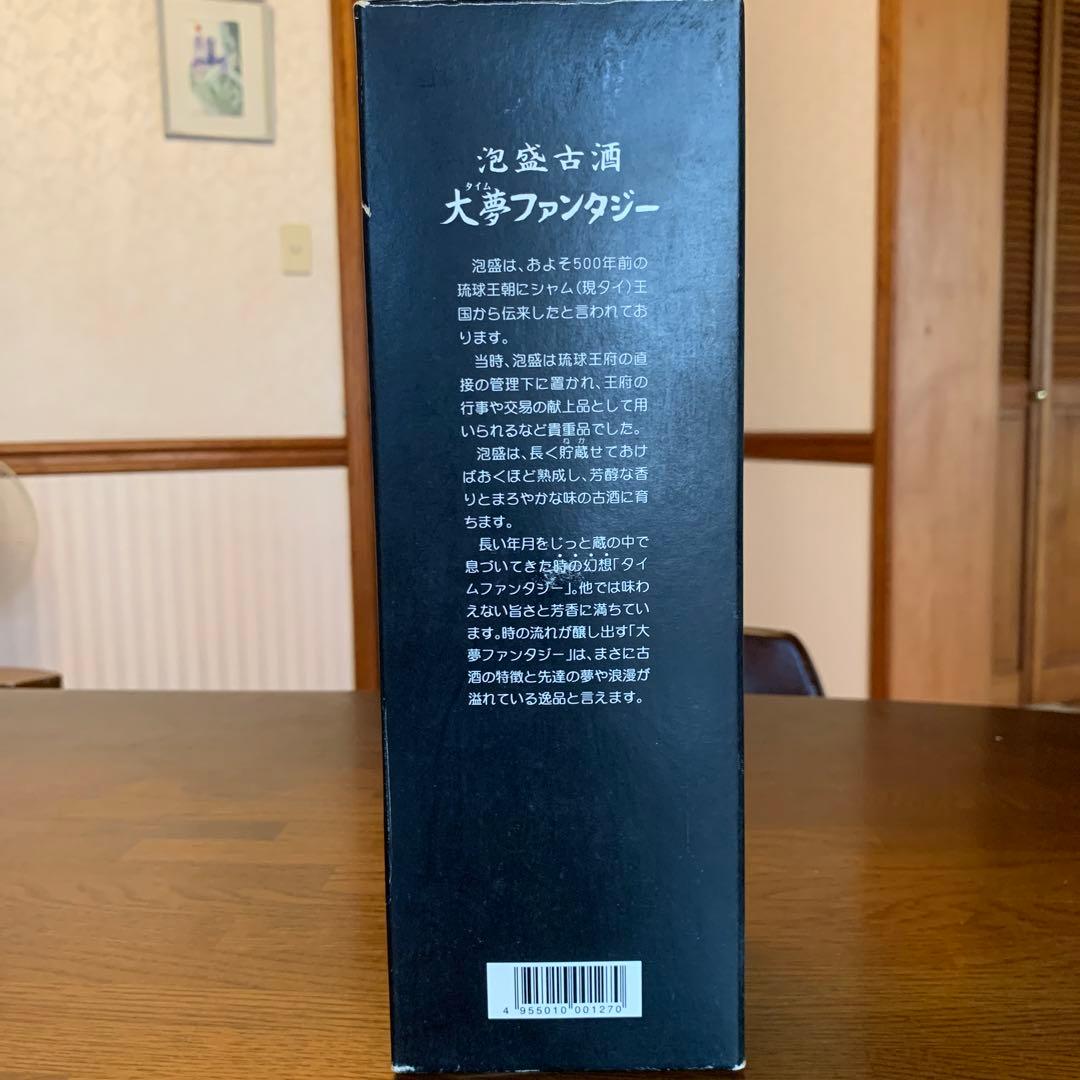 泡盛古酒
タイム
大夢ファンタジー
泡盛は、およそ500年前の
琉球王朝にシャム(現タイ)王
国から伝来したと言われてお
ります。
当時、泡盛は琉球王府の直
接の管理下に置かれ、王府の
行事や交易の献上品として用
いられるなど貴重品でした。
ねか
泡盛は、長く貯蔵せておけ
ばおくほど熟成し、芳醇な香
りとまろやかな味の古酒に育
ちます。
長い年月をじっと蔵の中で
息づいてきた時の幻想「タイ
ムファンタジー」。他では味わ
えない旨さと芳香に満ちてい
ます。時の流れが醸し出す「大
夢ファンタジー」は、まさに古
酒の特徴と先達の夢や浪漫が
溢れている逸品と言えます。
4 955010 001270